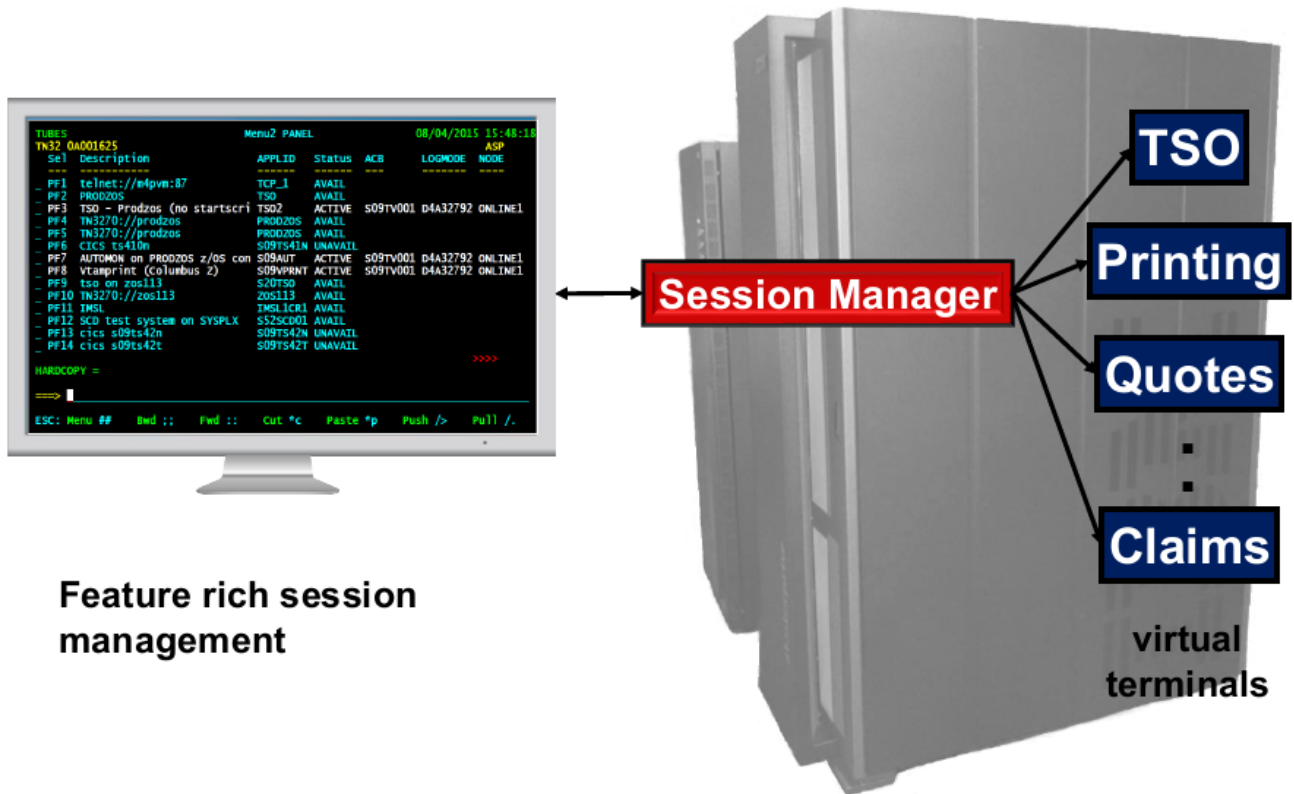 TUBES Menu2 PANEL 08/04/2015 15:48:18
TN32 0A001625 ASP
Sel Description APPLID Status ACB LOGMODE NODE
--- ----------- ------ ------ --- ------- ----
_ PF1 telnet://m4pvm:87 TCP_1 AVAIL
_ PF2 PRODZOS TSO AVAIL
_ PF3 TSO - Prodzos (no startscri TSO2 ACTIVE S09TV001 D4A32792 ONLINE1
_ PF4 TN3270://prodzos PRODZOS AVAIL
_ PF5 TN3270://prodzos PRODZOS AVAIL
_ PF6 CICS ts410n S09TS41N UNAVAIL
_ PF7 AUTOMON on PRODZOS z/OS con S09AUT ACTIVE S09TV001 D4A32792 ONLINE1
_ PF8 Vtamprint (Columbus Z) S09VPRNT ACTIVE S09TV001 D4A32792 ONLINE1
_ PF9 tso on zos113 S20TSO AVAIL
_ PF10 TN3270://zos113 ZOS113 AVAIL
_ PF11 IMSL IMSL1CR1 AVAIL
_ PF12 SCD test system on SYSPLX S52SCD01 AVAIL
_ PF13 cics s09ts42n S09TS42N UNAVAIL
_ PF14 cics s09ts42t S09TS42T UNAVAIL
>>>>
HARDCOPY =
===>
ESC: Menu ## Bwd ;; Fwd :: Cut *c Paste *p Push /> Pull /.
Feature rich session
management
Session Manager
TSO
Printing
Quotes
Claims
virtual
terminals